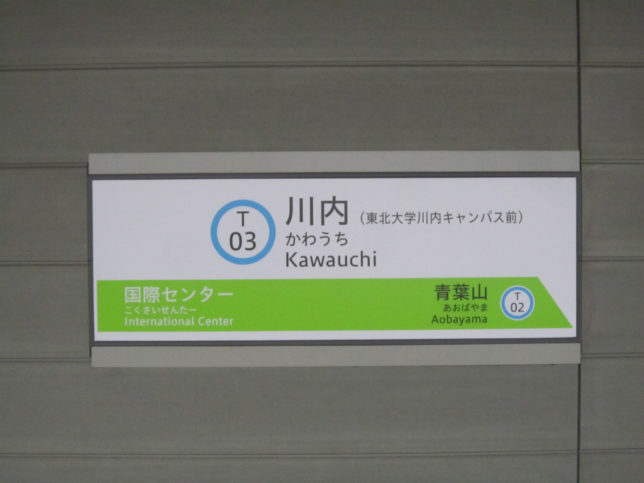 T
03
川内（東北大学川内キャンパス前）
かわうち
Kawauchi
国際センター
こくさいせんたー
International Center
青葉山
あおばやま
Aobayama
T
02